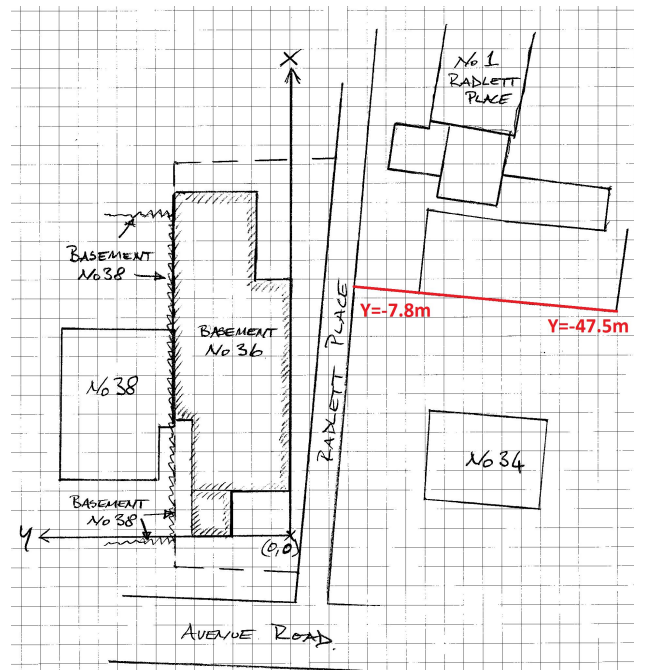 X
No 1
RADLETT
PLACE
BASEMENT
No 38
BASEMENT
No 36
RADLETT PLACE
Y=-7.8m
Y=-47.5m
No 38
No 34
BASEMENT
No 38
Y
(0,0)
AVENUE ROAD.